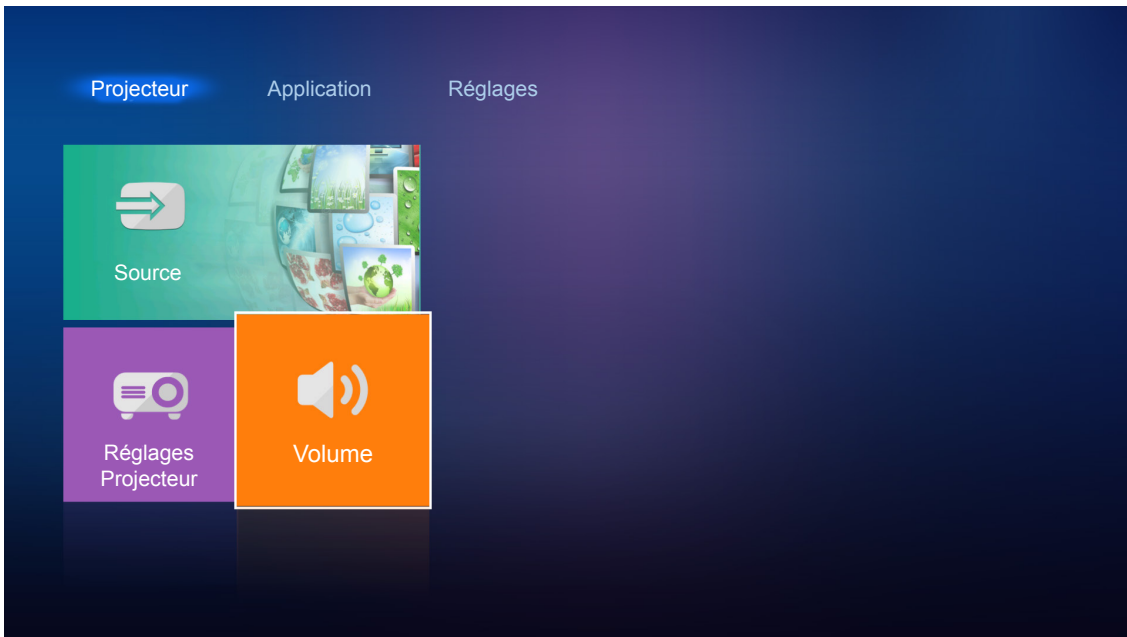 Projecteur Application Réglages
Source
Réglages
Projecteur
Volume